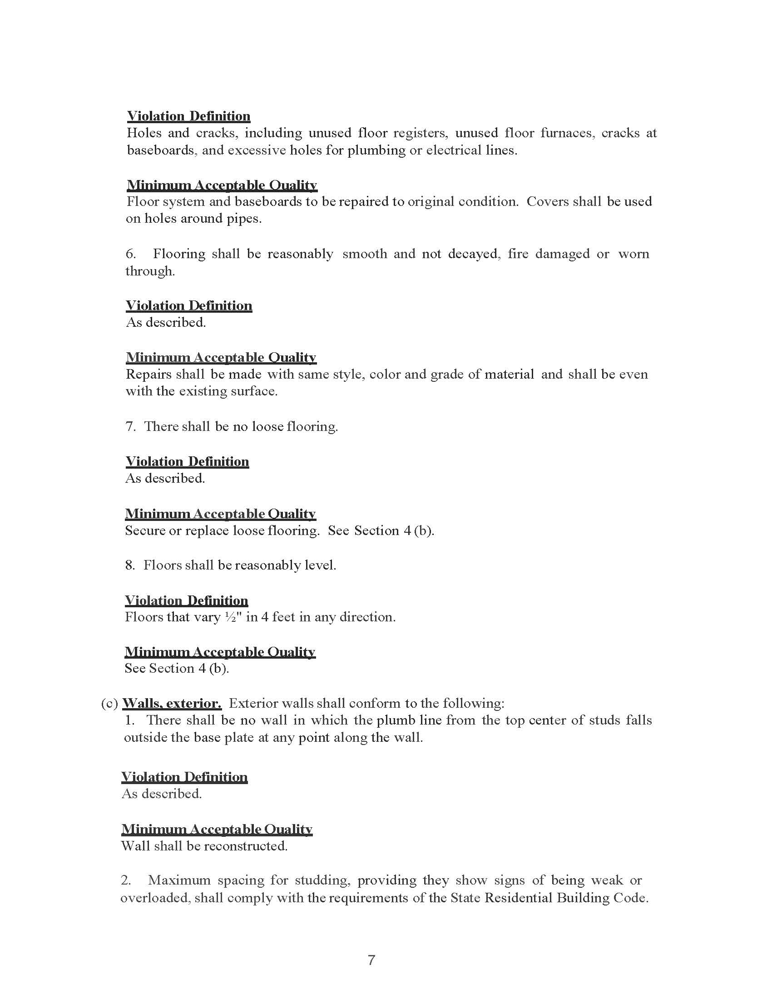 Violation Definition
Holes and cracks, including unused floor registers, unused floor furnaces, cracks at
baseboards, and excessive holes for plumbing or electrical lines.
Minimum Acceptable Quality
Floor system and baseboards to be repaired to original condition. Covers shall be used
on holes around pipes.
6. Flooring shall be reasonably smooth and not decayed, fire damaged or worn
through.
Violation Definition
As described.
Minimum Acceptable Quality
Repairs shall be made with same style, color and grade of material and shall be even
with the existing surface.
7. There shall be no loose flooring.
Violation Definition
As described.
Minimum Acceptable Quality
Secure or replace loose flooring. See Section 4 (b).
8. Floors shall be reasonably level.
Violation Definition
Floors that vary ½" in 4 feet in any direction.
Minimum Acceptable Quality
See Section 4 (b).
(c) Walls, exterior. Exterior walls shall conform to the following:
1. There shall be no wall in which the plumb line from the top center of studs falls
outside the base plate at any point along the wall.
Violation Definition
As described.
Minimum Acceptable Quality
Wall shall be reconstructed.
2. Maximum spacing for studding, providing they show signs of being weak or
overloaded, shall comply with the requirements of the State Residential Building Code.
7